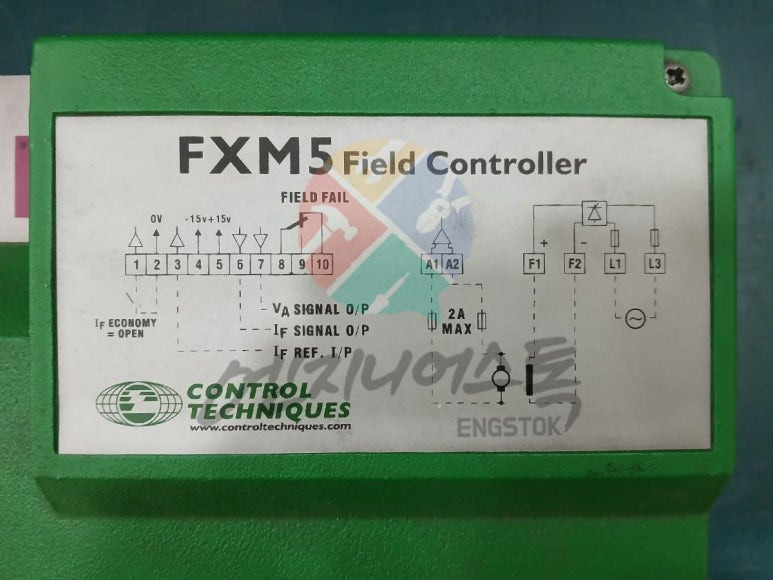 FXM5 Field Controller
FIELD FAIL
0V -15v+15v
1 2 3 4 5 6 7 8 9 10
A1 A2
F1 F2 L1 L3
+ -
IF ECONOMY
= OPEN
VA SIGNAL O/P
IF SIGNAL O/P
IF REF. I/P
2A
MAX
엔지니어스톡
ENGSTOK
CONTROL
TECHNIQUES
www.controltechniques.com